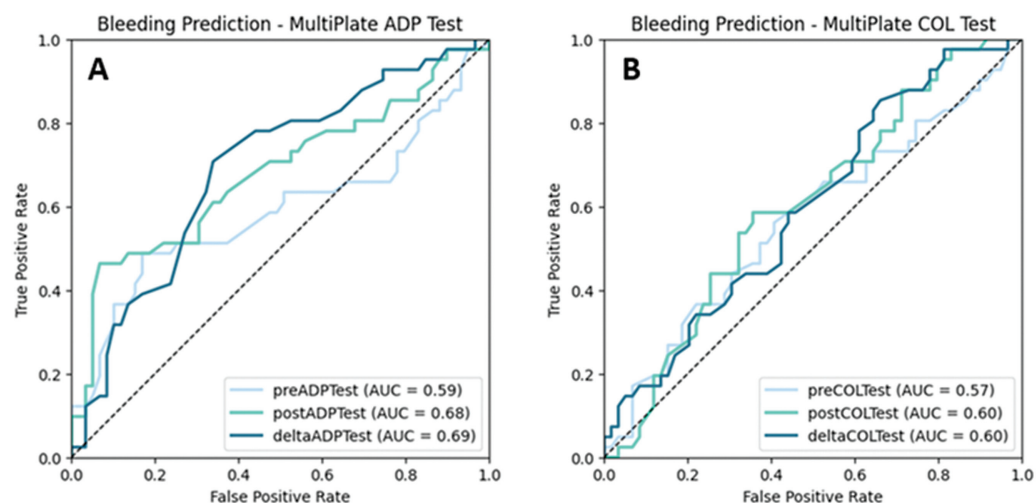 Bleeding Prediction - MultiPlate ADP Test
A
True Positive Rate
1.0
0.8
0.6
0.4
0.2
0.0
preADPTest (AUC = 0.59)
postADPTest (AUC = 0.68)
deltaADPTest (AUC = 0.69)
0.0 0.2 0.4 0.6 0.8 1.0
False Positive Rate
Bleeding Prediction - MultiPlate COL Test
B
True Positive Rate
1.0
0.8
0.6
0.4
0.2
0.0
preCOLTest (AUC = 0.57)
postCOLTest (AUC = 0.60)
deltaCOLTest (AUC = 0.60)
0.0 0.2 0.4 0.6 0.8 1.0
False Positive Rate